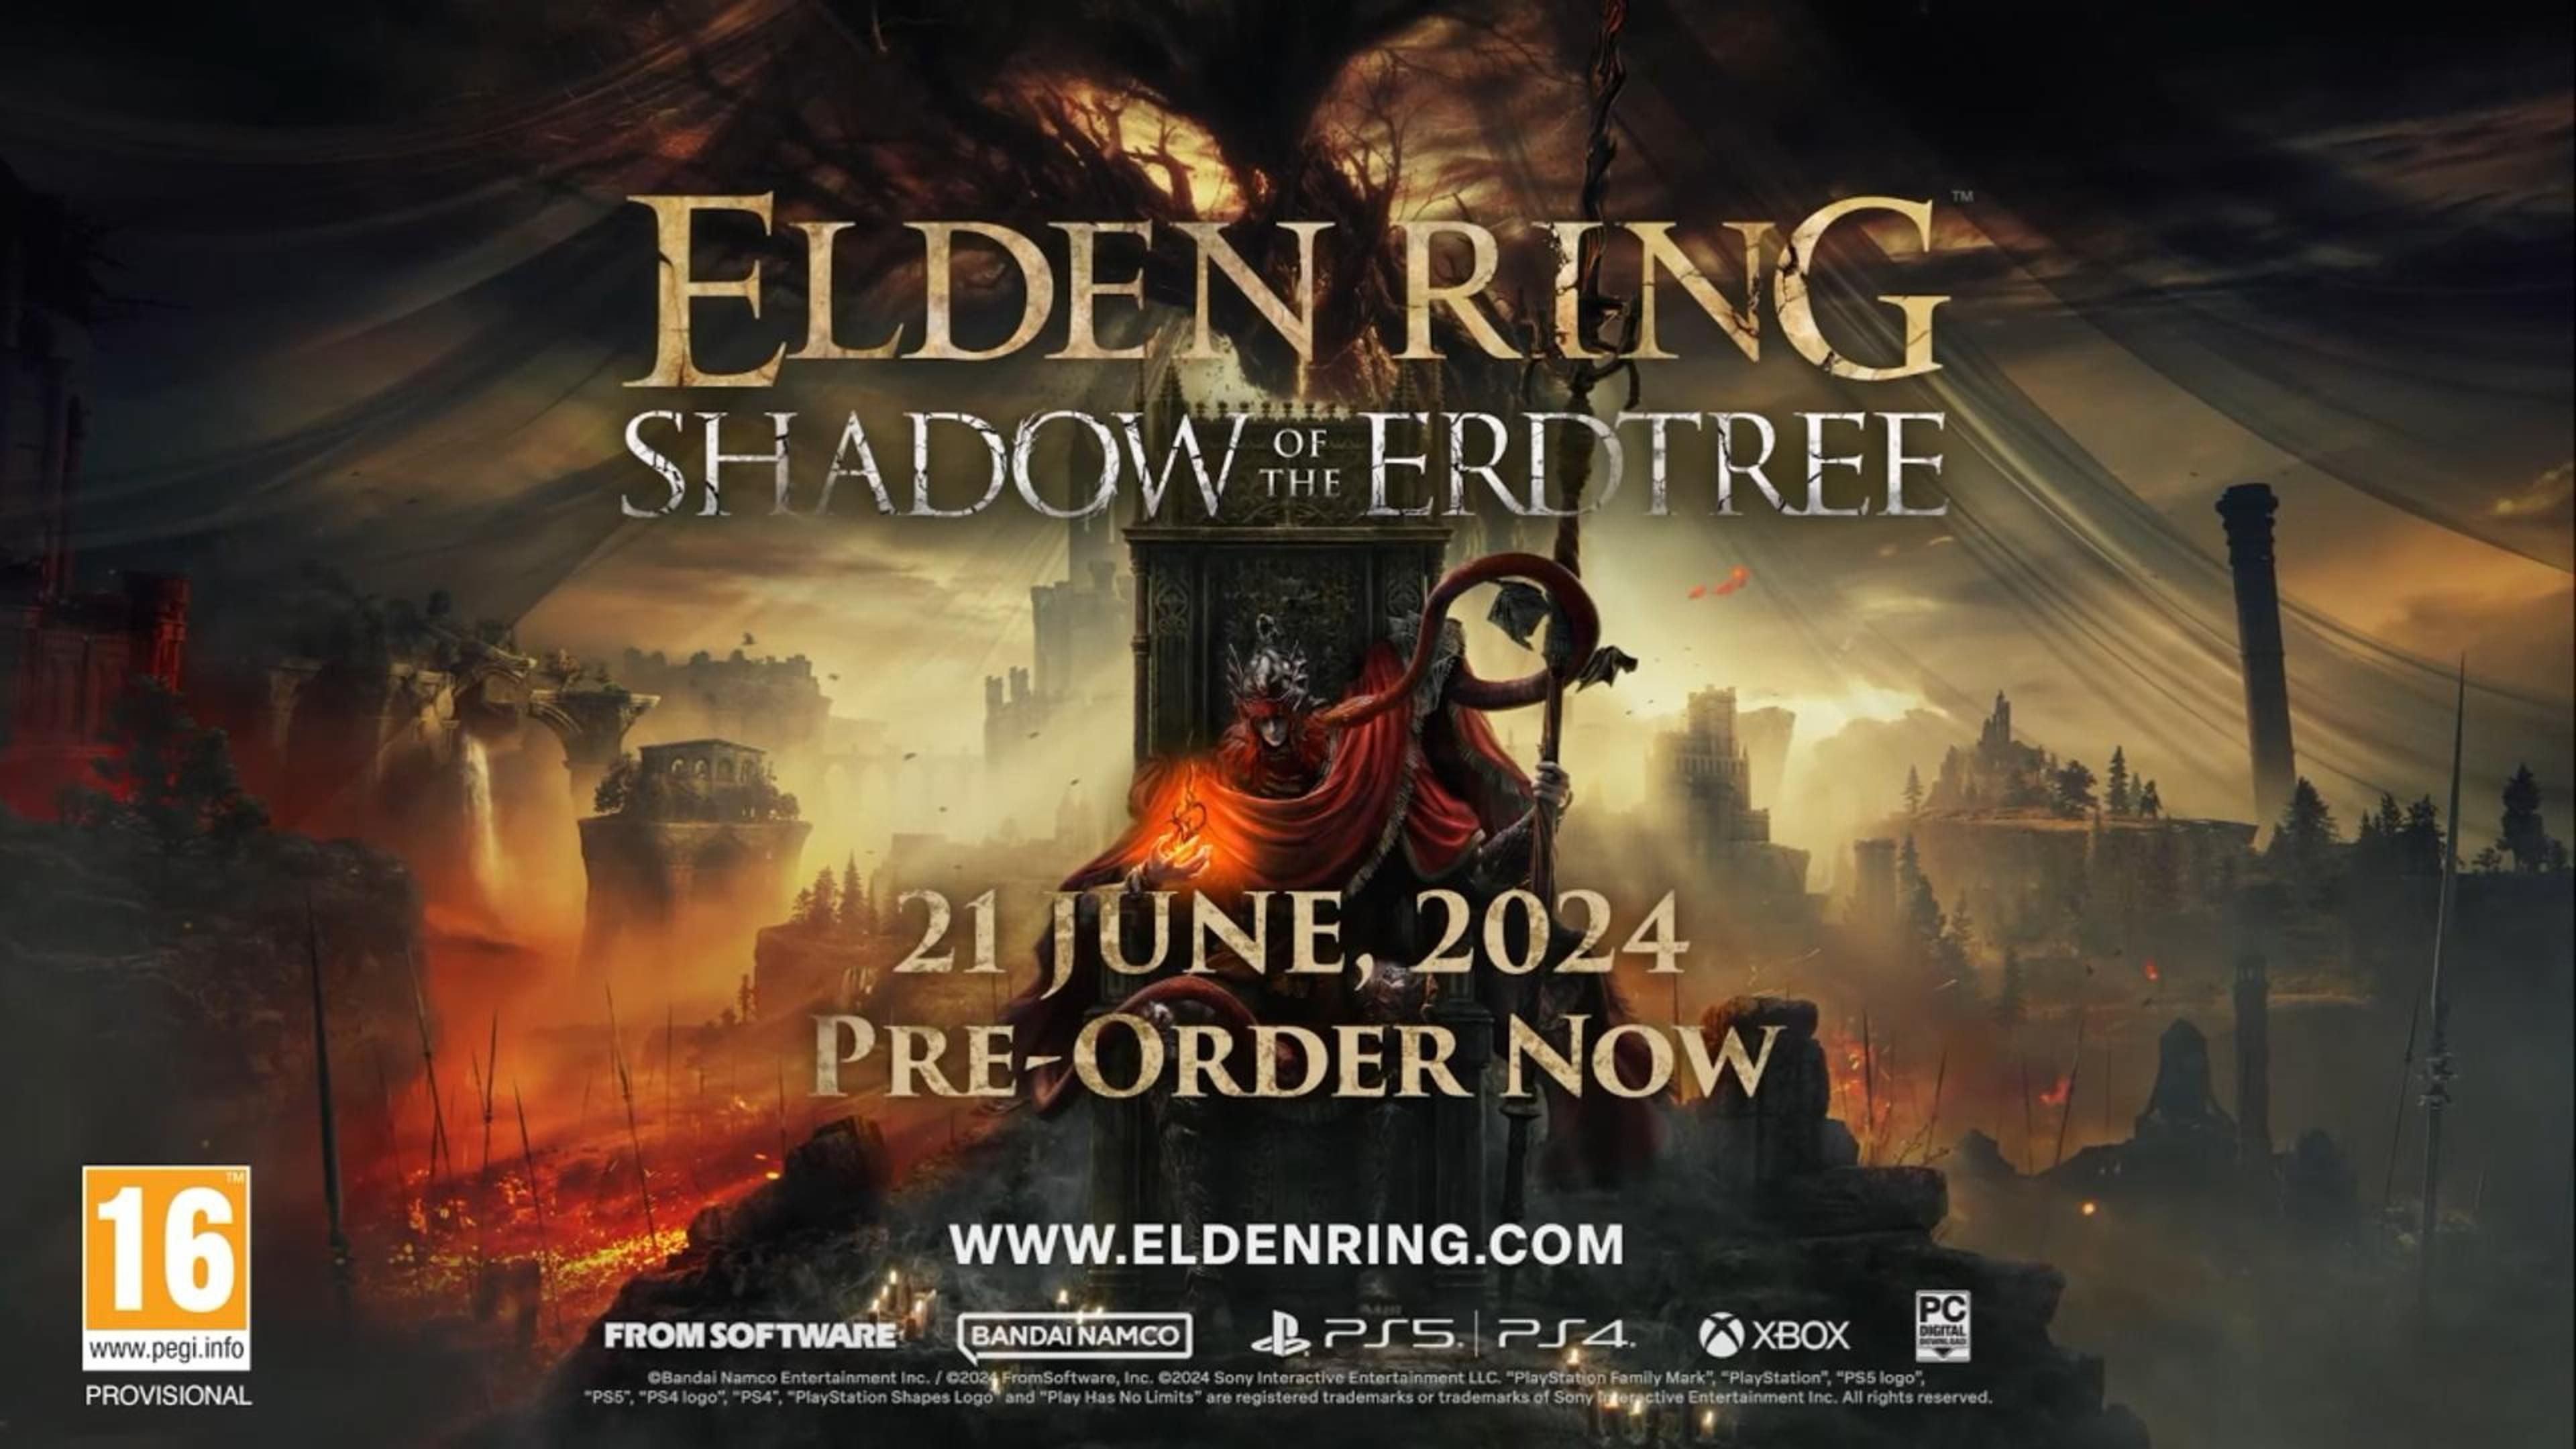 ELDEN RING™
SHADOW OF THE ERDTREE
21 JUNE, 2024
PRE-ORDER NOW
WWW.ELDENRING.COM
16™
www.pegi.info
PROVISIONAL
FROMSOFTWARE BANDAI NAMCO PS5 PS4 XBOX PC DIGITAL DOWNLOAD
©Bandai Namco Entertainment Inc. / ©2024 FromSoftware, Inc. ©2024 Sony Interactive Entertainment LLC. "PlayStation Family Mark", "PlayStation", "PS5 logo",
"PS5", "PS4 logo", "PS4", "PlayStation Shapes Logo" and "Play Has No Limits" are registered trademarks or trademarks of Sony Interactive Entertainment Inc. All rights reserved.